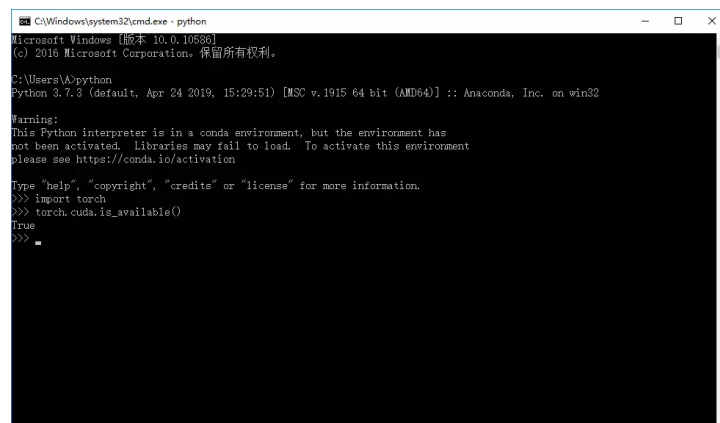 C:\Windows\system32\cmd.exe - python
Microsoft Windows [版本 10.0.10586]
(c) 2016 Microsoft Corporation。保留所有权利。
C:\Users\A>python
Python 3.7.3 (default, Apr 24 2019, 15:29:51) [MSC v.1915 64 bit (AMD64)] :: Anaconda, Inc. on win32
Warning:
This Python interpreter is in a conda environment, but the environment has
not been activated.  Libraries may fail to load.  To activate this environment
please see https://conda.io/activation
Type "help", "copyright", "credits" or "license" for more information.
>>> import torch
>>> torch.cuda.is_available()
True
>>>